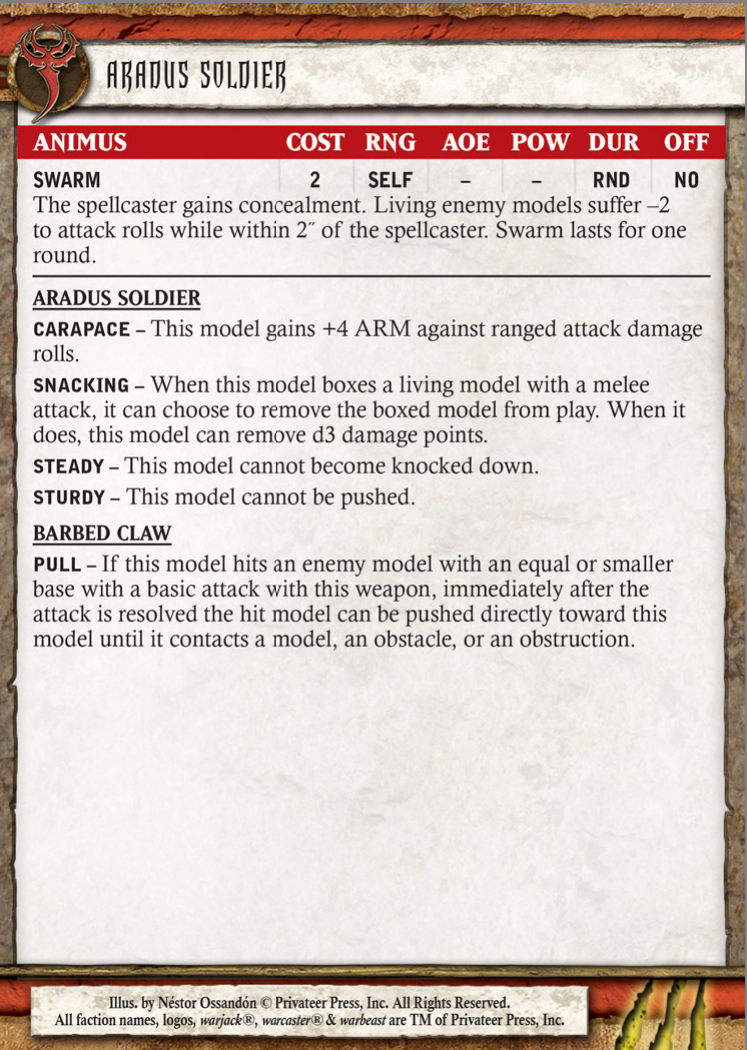 ARADUS SOLDIER
ANIMUS COST RNG AOE POW DUR OFF
SWARM 2 SELF – – RND NO
The spellcaster gains concealment. Living enemy models suffer –2
to attack rolls while within 2˝ of the spellcaster. Swarm lasts for one
round.
ARADUS SOLDIER
CARAPACE – This model gains +4 ARM against ranged attack damage
rolls.
SNACKING – When this model boxes a living model with a melee
attack, it can choose to remove the boxed model from play. When it
does, this model can remove d3 damage points.
STEADY – This model cannot become knocked down.
STURDY – This model cannot be pushed.
BARBED CLAW
PULL – If this model hits an enemy model with an equal or smaller
base with a basic attack with this weapon, immediately after the
attack is resolved the hit model can be pushed directly toward this
model until it contacts a model, an obstacle, or an obstruction.
Illus. by Néstor Ossandón © Privateer Press, Inc. All Rights Reserved.
All faction names, logos, warjack®, warcaster® & warbeast are TM of Privateer Press, Inc.